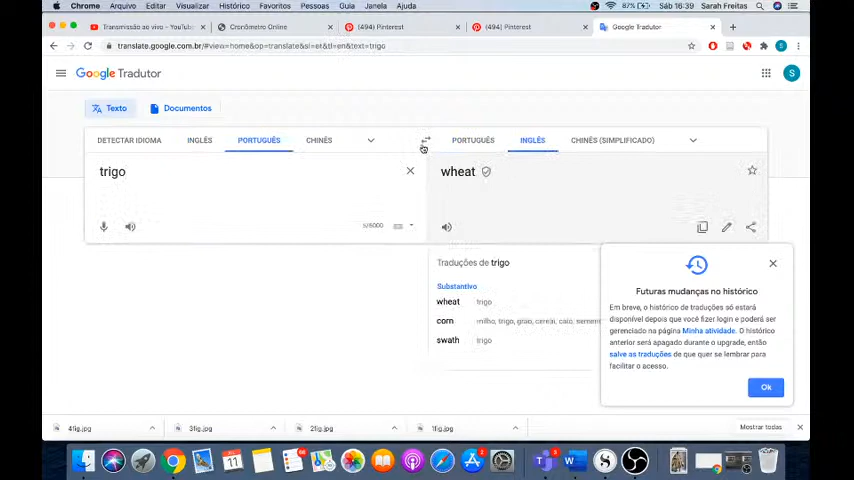 Chrome Arquivo Editar Visualizar Histórico Favoritos Pessoas Guia Janela Ajuda 87% Sáb 16:39 Sarah Freitas
Transmissão ao vivo – YouTube Cronômetro Online (494) Pinterest (494) Pinterest Google Tradutor
translate.google.com.br/#view=home&op=translate&sl=et&tl=en&text=trigo
Google Tradutor
S
Texto Documentos
DETECTAR IDIOMA INGLÊS PORTUGUÊS CHINÊS PORTUGUÊS INGLÊS CHINÊS (SIMPLIFICADO)
trigo wheat
5/5000
Traduções de trigo
Substantivo
wheat trigo
corn milho, trigo, grão, cereal, calo, semente
swath trigo
Futuras mudanças no histórico
Em breve, o histórico de traduções só estará
disponível depois que você fizer login e poderá ser
gerenciado na página Minha atividade. O histórico
anterior será apagado durante o upgrade, então
salve as traduções de que quer se lembrar para
facilitar o acesso.
Ok
4fig.jpg 3fig.jpg 2fig.jpg 1fig.jpg Mostrar todas